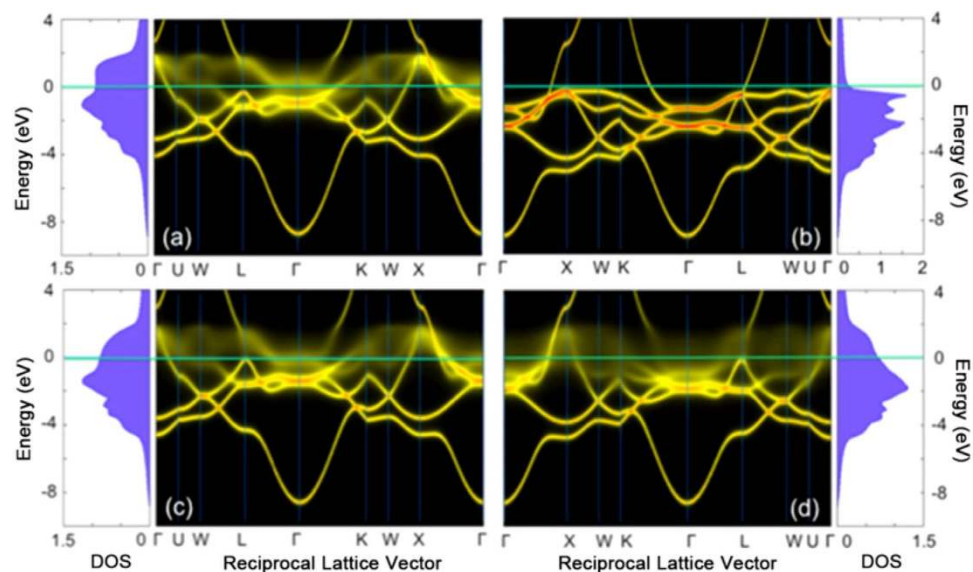 4 4
0 0
-4 -4
-8 -8
Energy (eV) Energy (eV)
(a) (b)
1.5 0 Γ U W L Γ K W X Γ Γ X W K Γ L W U Γ 0 1 2
4 4
0 0
-4 -4
-8 -8
Energy (eV) Energy (eV)
(c) (d)
1.5 0 Γ U W L Γ K W X Γ Γ X W K Γ L W U Γ 0 1.5
DOS Reciprocal Lattice Vector Reciprocal Lattice Vector DOS